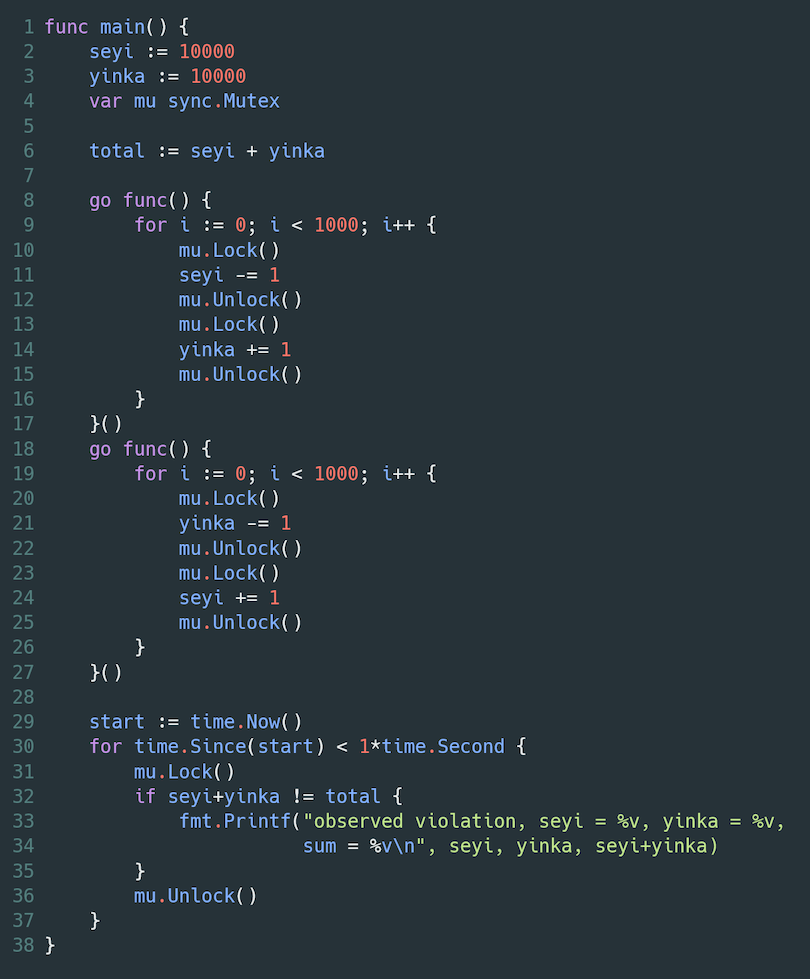 1 func main() {
2     seyi := 10000
3     yinka := 10000
4     var mu sync.Mutex
5
6     total := seyi + yinka
7
8     go func() {
9         for i := 0; i < 1000; i++ {
10             mu.Lock()
11             seyi -= 1
12             mu.Unlock()
13             mu.Lock()
14             yinka += 1
15             mu.Unlock()
16         }
17     }()
18     go func() {
19         for i := 0; i < 1000; i++ {
20             mu.Lock()
21             yinka -= 1
22             mu.Unlock()
23             mu.Lock()
24             seyi += 1
25             mu.Unlock()
26         }
27     }()
28
29     start := time.Now()
30     for time.Since(start) < 1*time.Second {
31         mu.Lock()
32         if seyi+yinka != total {
33             fmt.Printf("observed violation, seyi = %v, yinka = %v,
34                        sum = %v\n", seyi, yinka, seyi+yinka)
35         }
36         mu.Unlock()
37     }
38 }